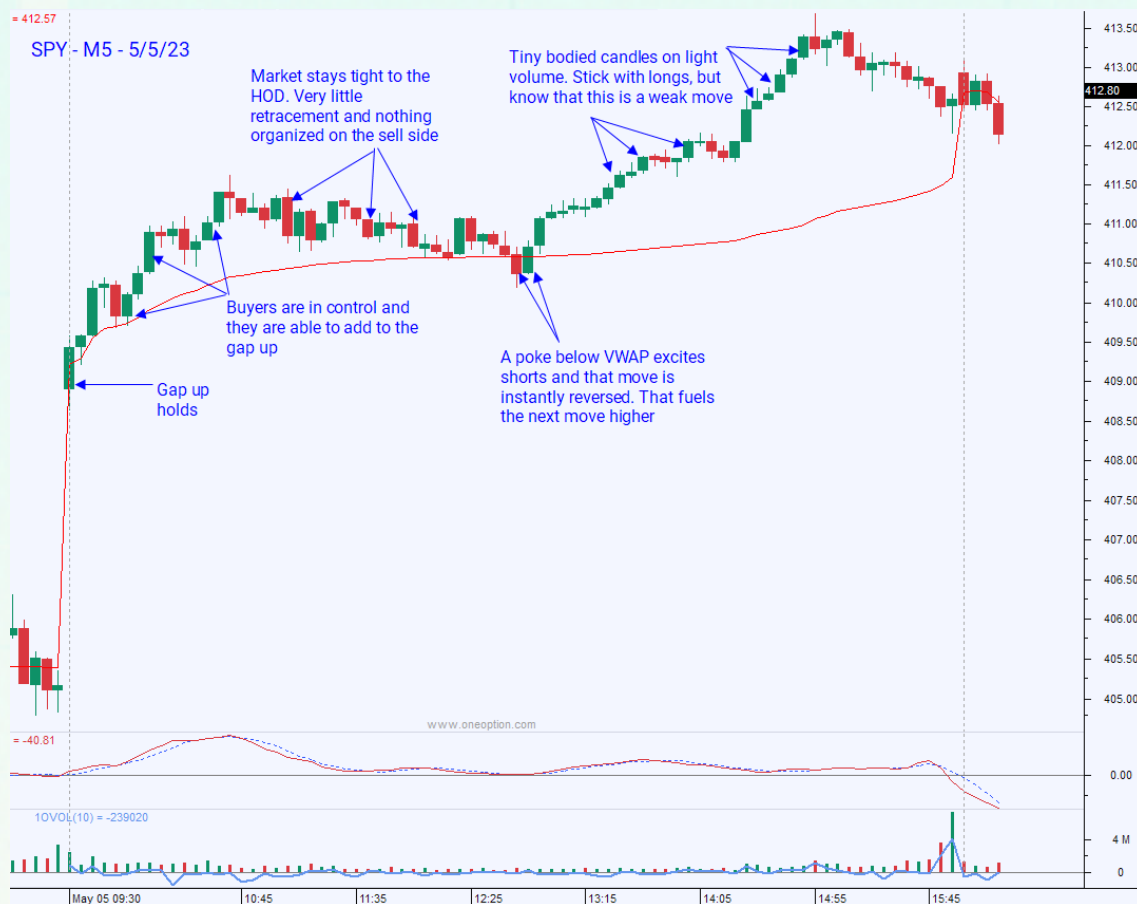 = 412.57
SPY - M5 - 5/5/23
Market stays tight to the
HOD. Very little
retracement and nothing
organized on the sell side
Tiny bodied candles on light
volume. Stick with longs, but
know that this is a weak move
Buyers are in control and
they are able to add to the
gap up
Gap up
holds
A poke below VWAP excites
shorts and that move is
instantly reversed. That fuels
the next move higher
413.50
413.00
412.80
412.50
412.00
411.50
411.00
410.50
410.00
409.50
409.00
408.50
408.00
407.50
407.00
406.50
406.00
405.50
405.00
www.oneoption.com
= -40.81
0.00
1OVOL(10) = -239020
4 M
0
May 05 09:30
10:45
11:35
12:25
13:15
14:05
14:55
15:45